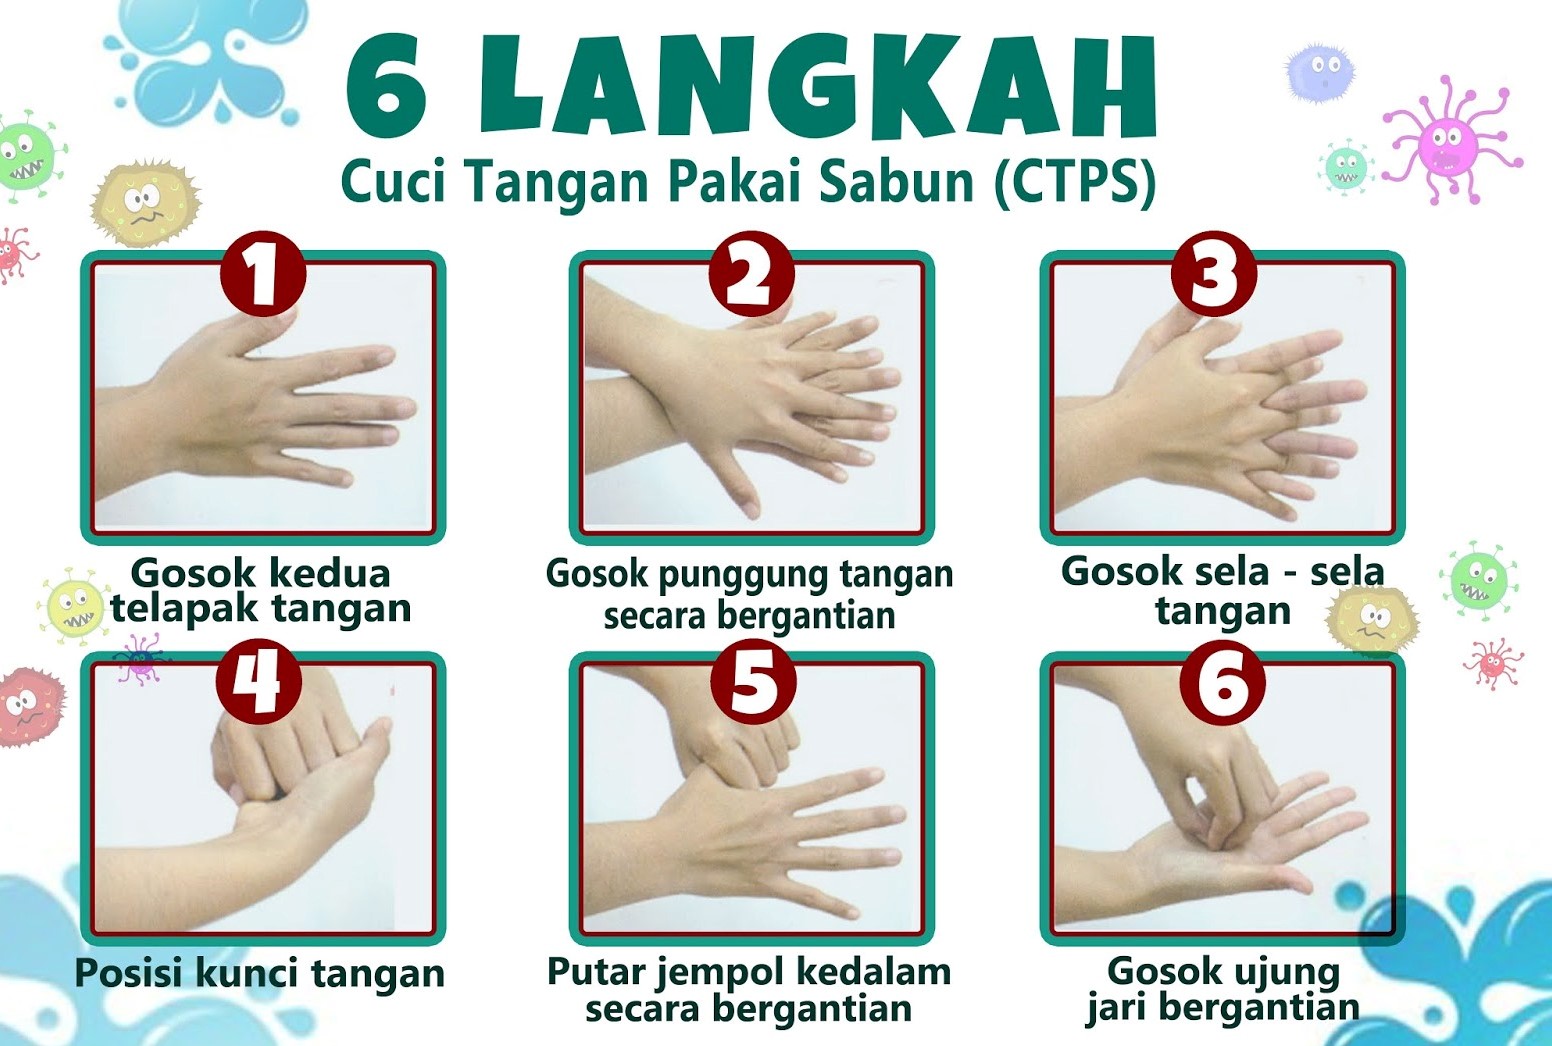 6 LANGKAH
Cuci Tangan Pakai Sabun (CTPS)
1
2
3
Gosok kedua
telapak tangan
Gosok punggung tangan
secara bergantian
Gosok sela - sela
tangan
4
5
6
Posisi kunci tangan
Putar jempol kedalam
secara bergantian
Gosok ujung
jari bergantian